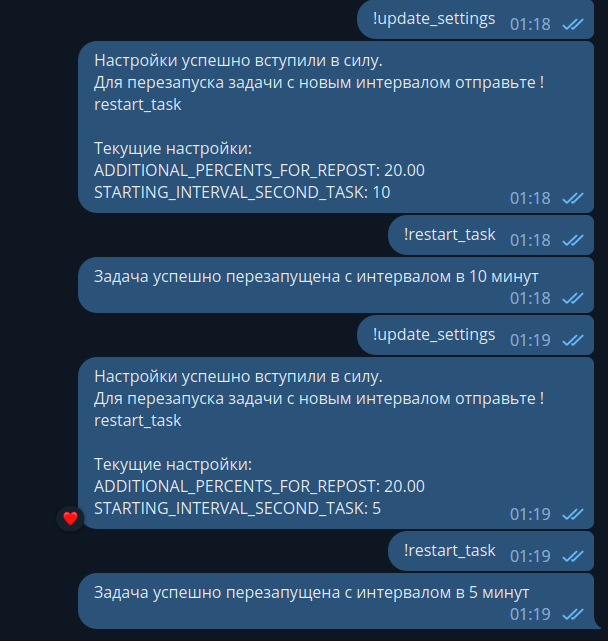 !update_settings 01:18
Настройки успешно вступили в силу.
Для перезапуска задачи с новым интервалом отправьте !
restart_task
Текущие настройки:
ADDITIONAL_PERCENTS_FOR_REPOST: 20.00
STARTING_INTERVAL_SECOND_TASK: 10
01:18
!restart_task 01:18
Задача успешно перезапущена с интервалом в 10 минут
01:18
!update_settings 01:19
Настройки успешно вступили в силу.
Для перезапуска задачи с новым интервалом отправьте !
restart_task
Текущие настройки:
ADDITIONAL_PERCENTS_FOR_REPOST: 20.00
STARTING_INTERVAL_SECOND_TASK: 5
01:19
!restart_task 01:19
Задача успешно перезапущена с интервалом в 5 минут
01:19